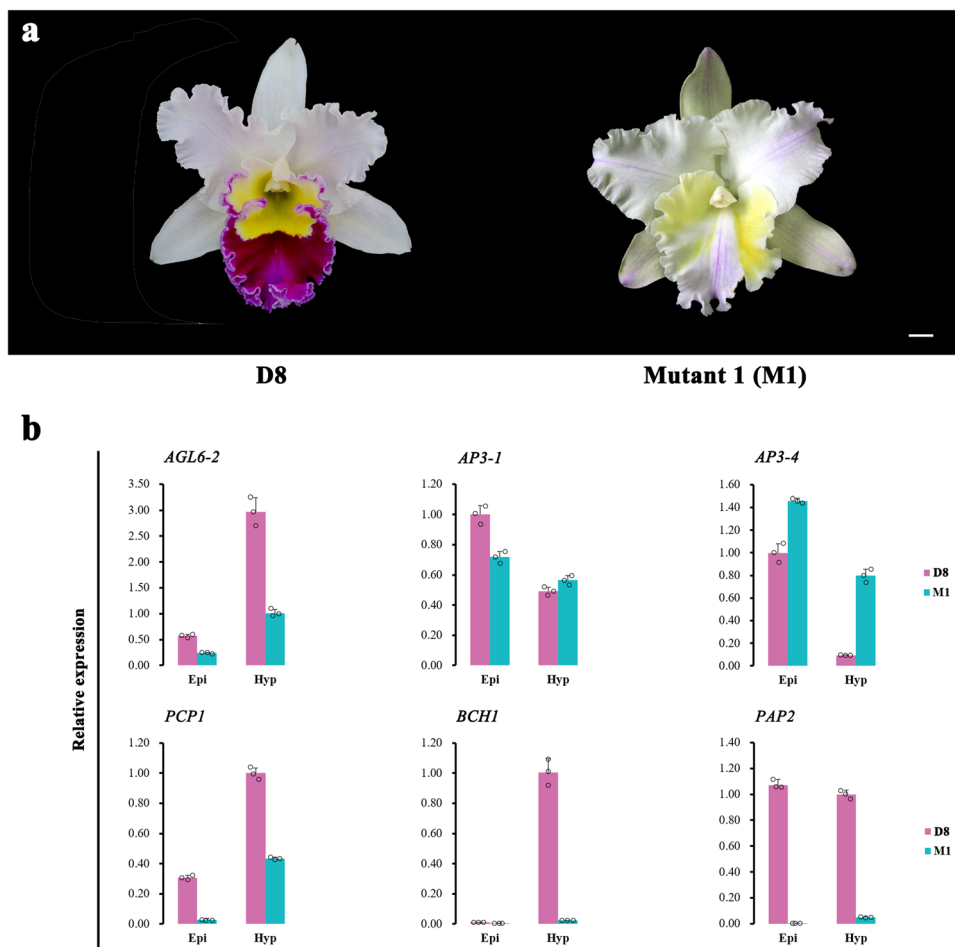 a
D8
Mutant 1 (M1)
b
Relative expression
AGL6-2
3.50
3.00
2.50
2.00
1.50
1.00
0.50
0.00
Epi
Hyp
AP3-1
1.20
1.00
0.80
0.60
0.40
0.20
0.00
Epi
Hyp
AP3-4
1.60
1.40
1.20
1.00
0.80
0.60
0.40
0.20
0.00
Epi
Hyp
D8
M1
PCP1
1.20
1.00
0.80
0.60
0.40
0.20
0.00
Epi
Hyp
BCH1
1.20
1.00
0.80
0.60
0.40
0.20
0.00
Epi
Hyp
PAP2
1.40
1.20
1.00
0.80
0.60
0.40
0.20
0.00
Epi
Hyp
D8
M1